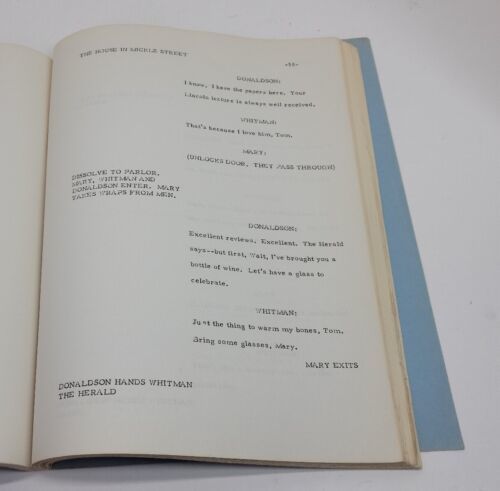 THE HOUSE IN MICKLE STREET
DONALDSON:
I know, I have the papers here. Your
Lincoln lecture is always well received.
WHITMAN:
That's because I love him, Tom.
MARY:
(UNLOCKS DOOR, THEY PASS THROUGH)
DISSOLVE TO PARLOR.
MARY, WHITMAN AND
DONALDSON ENTER. MARY
TAKES WRAPS FROM MEN.
DONALDSON:
Excellent reviews. Excellent. The Herald
says--but first, Wait, I've brought you a
bottle of wine. Let's have a glass to
celebrate.
WHITMAN:
Just the thing to warm my bones, Tom.
Bring some glasses, Mary.
MARY EXITS
DONALDSON HANDS WHITMAN
THE HERALD